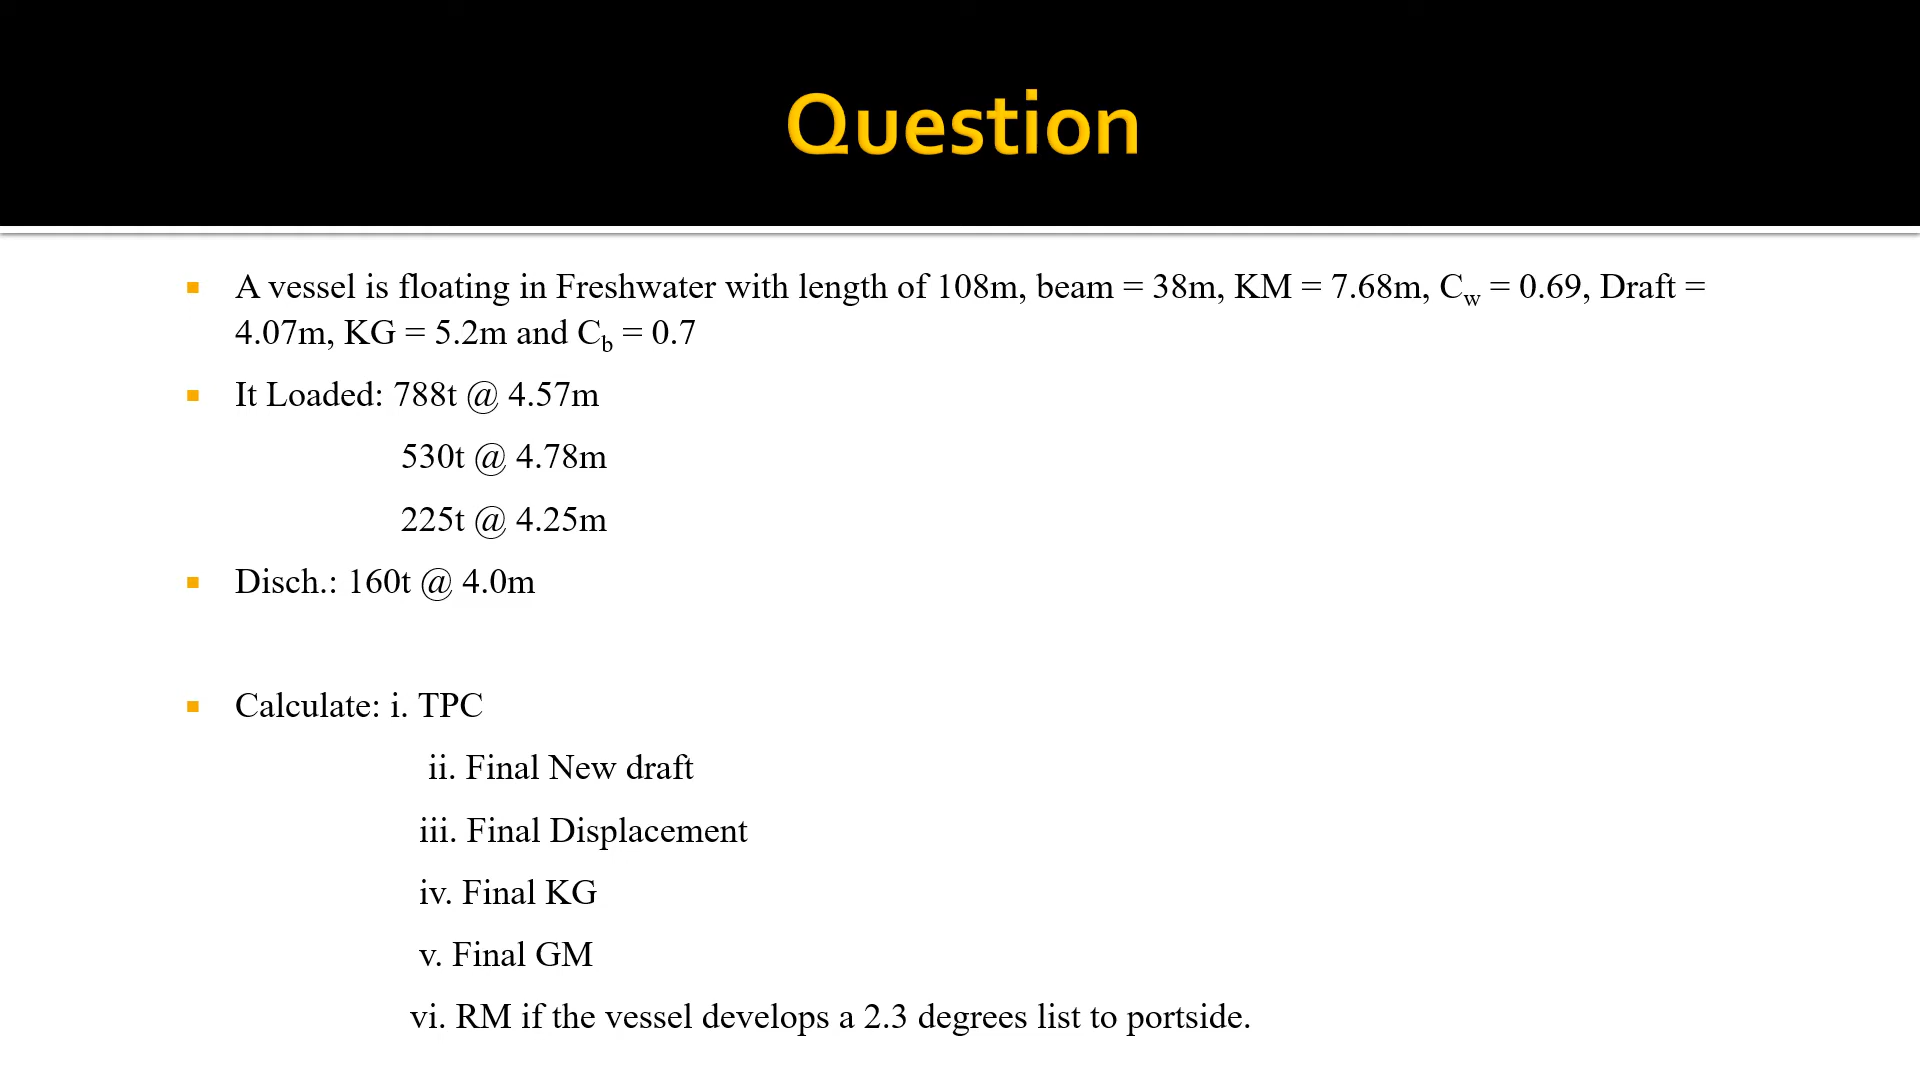 Question
A vessel is floating in Freshwater with length of 108m, beam = 38m, KM = 7.68m, Cw = 0.69, Draft =
4.07m, KG = 5.2m and Cb = 0.7
It Loaded: 788t @ 4.57m
530t @ 4.78m
225t @ 4.25m
Disch.: 160t @ 4.0m
Calculate: i. TPC
ii. Final New draft
iii. Final Displacement
iv. Final KG
v. Final GM
vi. RM if the vessel develops a 2.3 degrees list to portside.